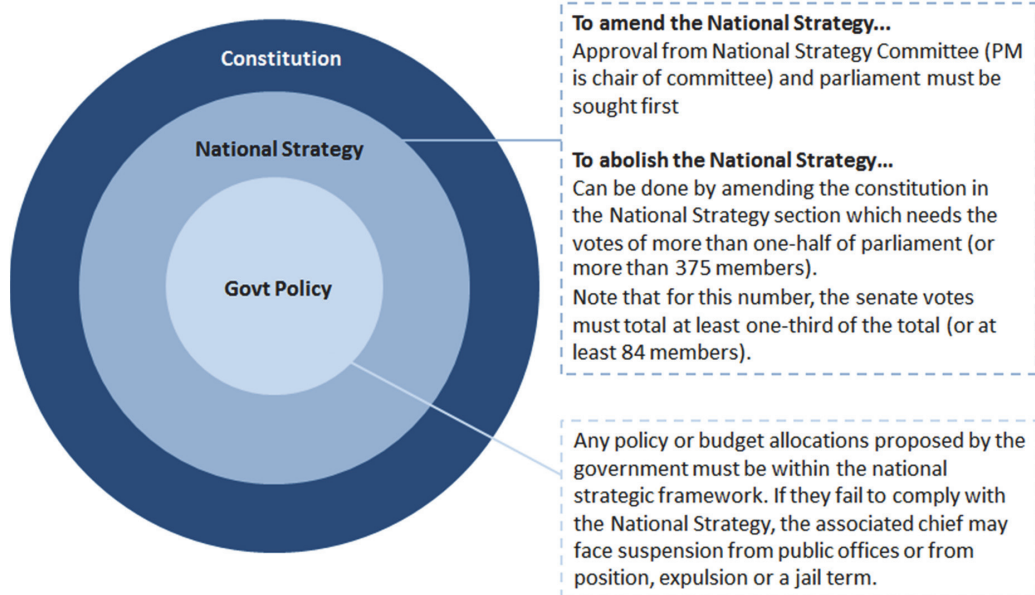 Constitution
National Strategy
Govt Policy
To amend the National Strategy...
Approval from National Strategy Committee (PM
is chair of committee) and parliament must be
sought first
To abolish the National Strategy...
Can be done by amending the constitution in
the National Strategy section which needs the
votes of more than one-half of parliament (or
more than 375 members).
Note that for this number, the senate votes
must total at least one-third of the total (or at
least 84 members).
Any policy or budget allocations proposed by the
government must be within the national
strategic framework. If they fail to comply with
the National Strategy, the associated chief may
face suspension from public offices or from
position, expulsion or a jail term.